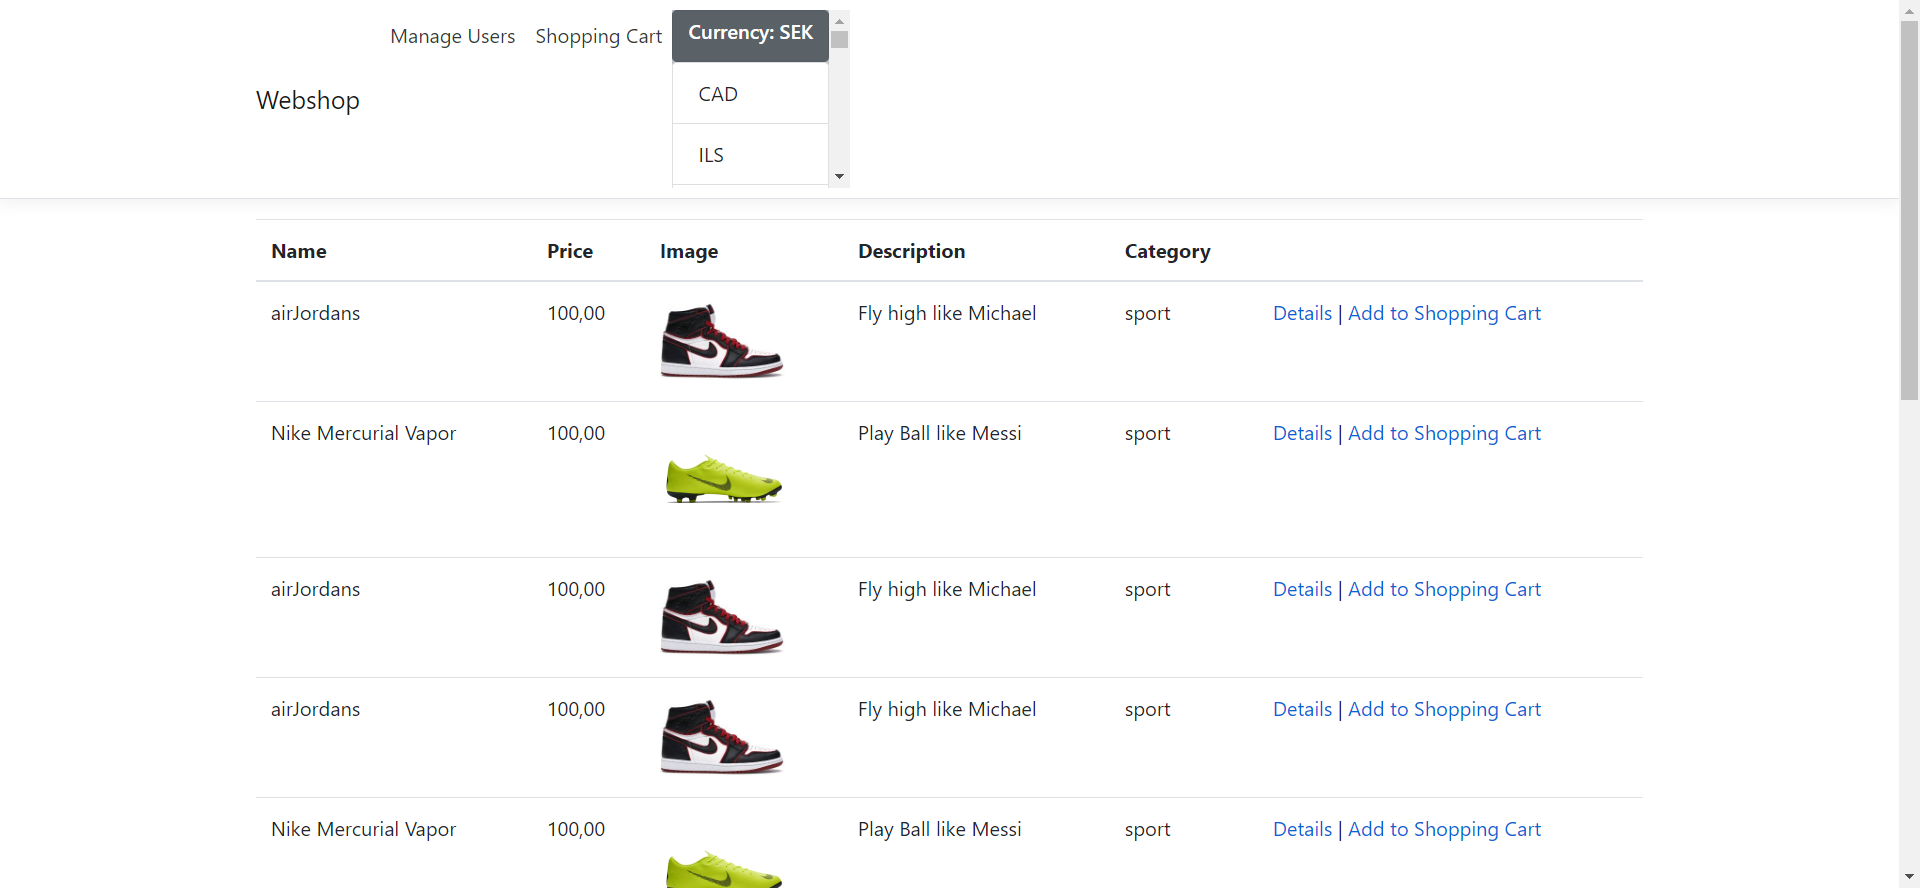 Manage Users Shopping Cart Currency: SEK
CAD
Webshop
ILS
Name Price Image Description Category
airJordans 100,00 Fly high like Michael sport Details | Add to Shopping Cart
Nike Mercurial Vapor 100,00 Play Ball like Messi sport Details | Add to Shopping Cart
airJordans 100,00 Fly high like Michael sport Details | Add to Shopping Cart
airJordans 100,00 Fly high like Michael sport Details | Add to Shopping Cart
Nike Mercurial Vapor 100,00 Play Ball like Messi sport Details | Add to Shopping Cart